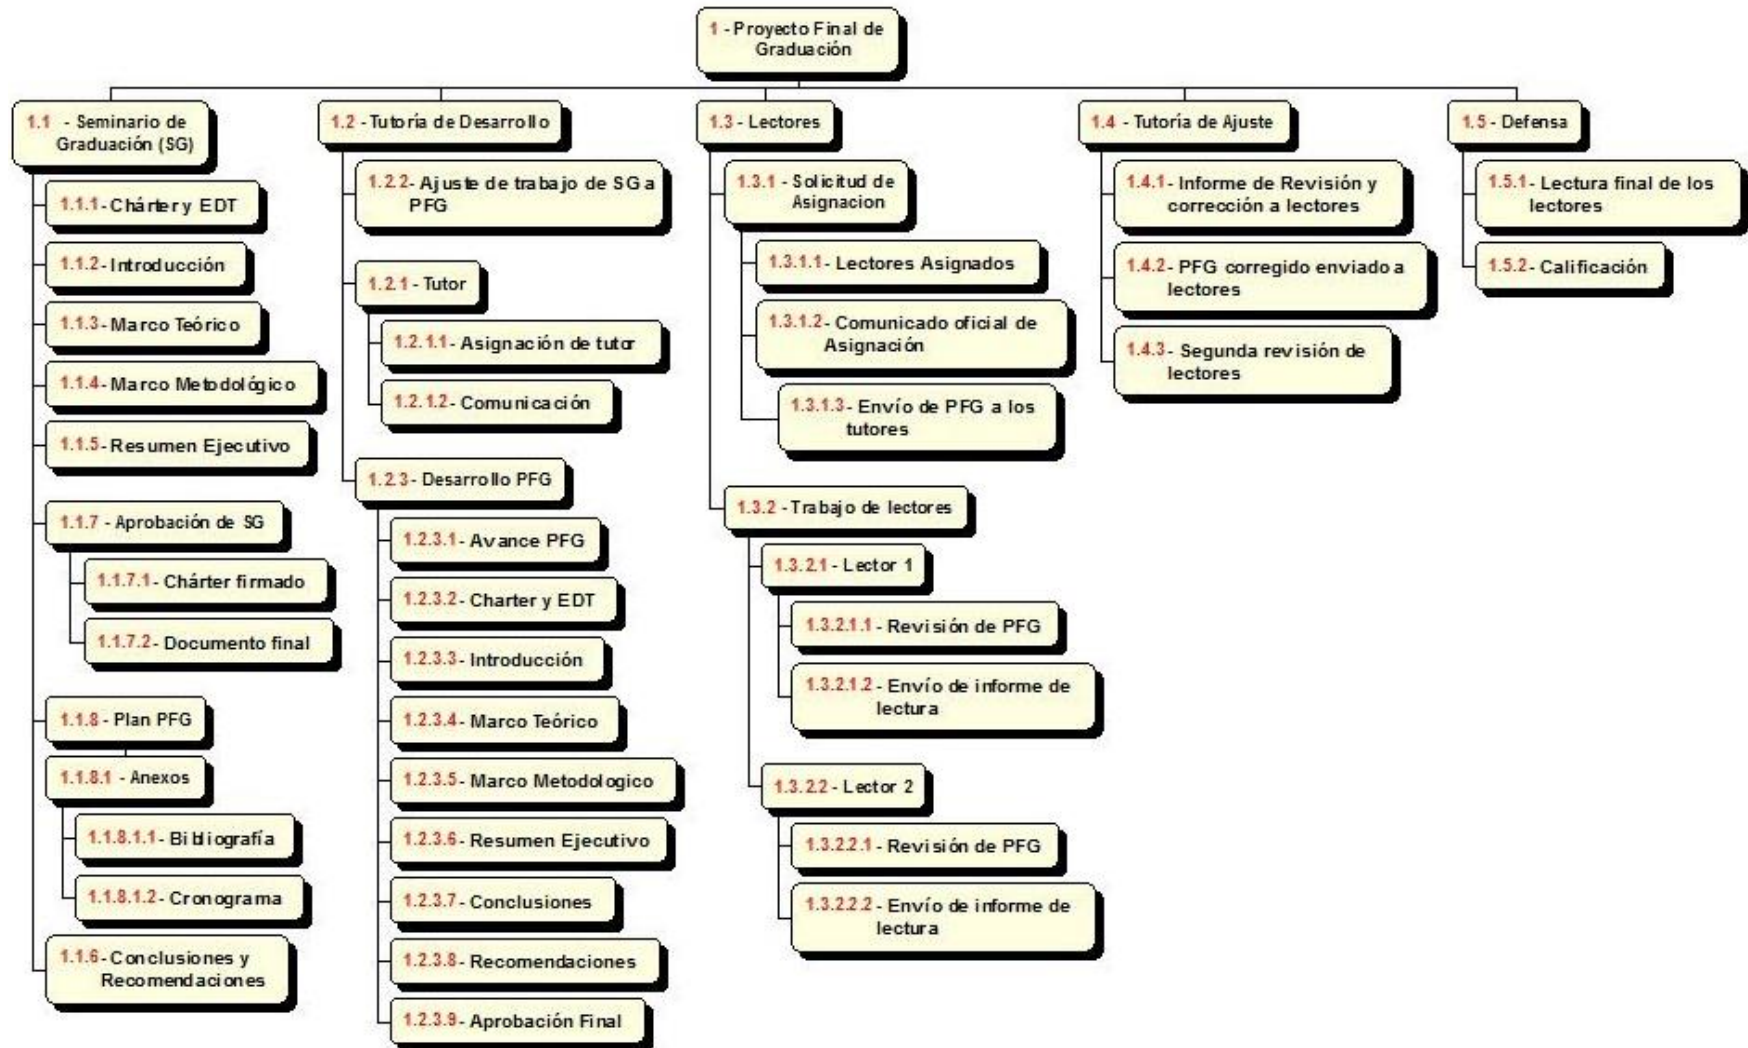 1 - Proyecto Final de
Graduación
1.1 - Seminario de
Graduación (SG)
1.1.1- Chárter y EDT
1.1.2- Introducción
1.1.3- Marco Teórico
1.1.4- Marco Metodológico
1.1.5- Resumen Ejecutivo
1.1.7 - Aprobación de SG
1.1.7.1- Chárter firmado
1.1.7.2- Documento final
1.1.8- Plan PFG
1.1.8.1 - Anexos
1.1.8.1.1- Bibliografía
1.1.8.1.2- Cronograma
1.1.6- Conclusiones y
Recomendaciones
1.2 - Tutoría de Desarrollo
1.2.2- Ajuste de trabajo de SG a
PFG
1.2.1 - Tutor
1.2.1.1- Asignación de tutor
1.2.1.2- Comunicación
1.2.3- Desarrollo PFG
1.2.3.1- Avance PFG
1.2.3.2- Charter y EDT
1.2.3.3- Introducción
1.2.3.4- Marco Teórico
1.2.3.5- Marco Metodologico
1.2.3.6- Resumen Ejecutivo
1.2.3.7- Conclusiones
1.2.3.8- Recomendaciones
1.2.3.9- Aprobación Final
1.3 - Lectores
1.3.1 - Solicitud de
Asignacion
1.3.1.1- Lectores Asignados
1.3.1.2- Comunicado oficial de
Asignación
1.3.1.3- Envío de PFG a los
tutores
1.3.2 - Trabajo de lectores
1.3.2.1- Lector 1
1.3.2.1.1- Revisión de PFG
1.3.2.1.2 - Envío de informe de
lectura
1.3.2.2- Lector 2
1.3.2.2.1- Revisión de PFG
1.3.2.2.2 - Envío de informe de
lectura
1.4 - Tutoría de Ajuste
1.4.1- Informe de Revisión y
corrección a lectores
1.4.2- PFG corregido enviado a
lectores
1.4.3- Segunda revisión de
lectores
1.5 - Defensa
1.5.1- Lectura final de los
lectores
1.5.2- Calificación